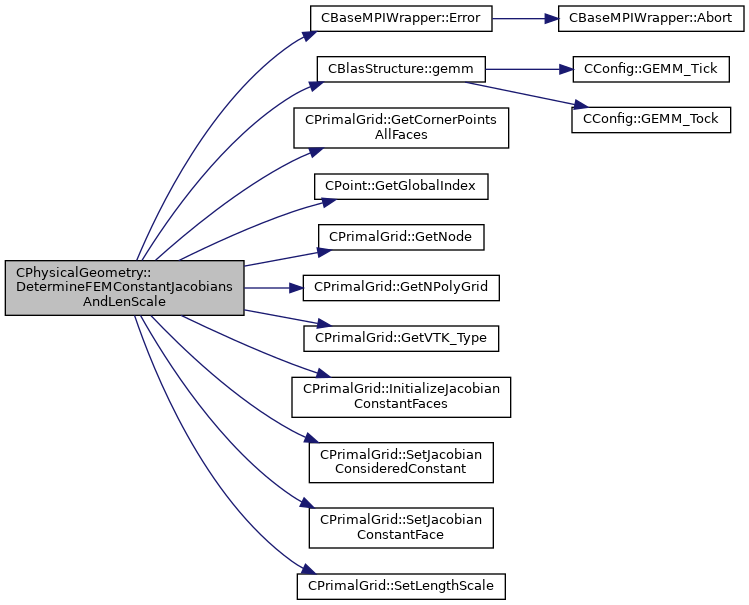 CPhysicalGeometry::
DetermineFEMConstantJacobians
AndLenScale
CBaseMPIWrapper::Error
CBaseMPIWrapper::Abort
CBlasStructure::gemm
CConfig::GEMM_Tick
CConfig::GEMM_Tock
CPrimalGrid::GetCornerPoints
AllFaces
CPoint::GetGlobalIndex
CPrimalGrid::GetNode
CPrimalGrid::GetNPolyGrid
CPrimalGrid::GetVTK_Type
CPrimalGrid::InitializeJacobian
ConstantFaces
CPrimalGrid::SetJacobian
ConsideredConstant
CPrimalGrid::SetJacobian
ConstantFace
CPrimalGrid::SetLengthScale